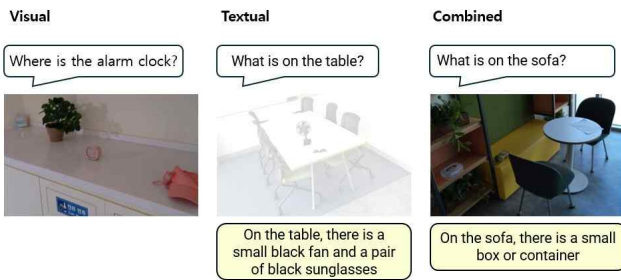 Visual
Textual
Combined
Where is the alarm clock?
What is on the table?
What is on the sofa?
On the table, there is a
small black fan and a pair
of black sunglasses
On the sofa, there is a small
box or container